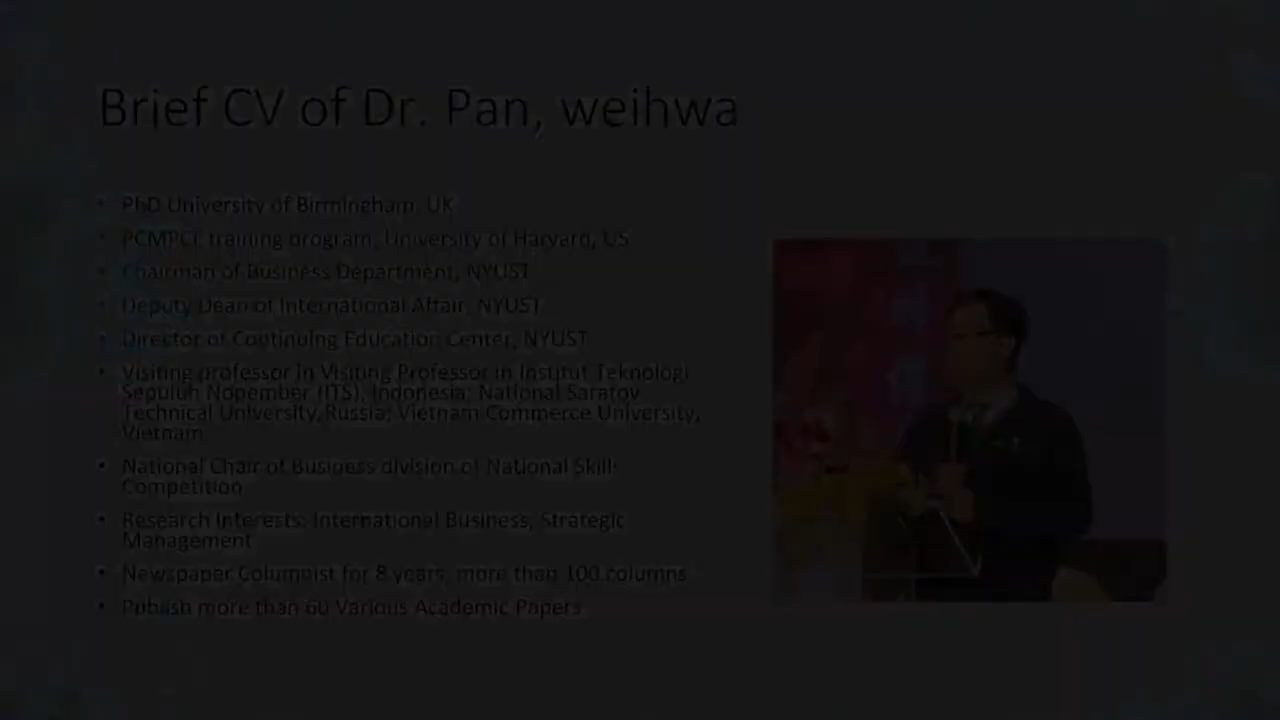 Brief CV of Dr. Pan, weihwa
• PhD University of Birmingham, UK
• PCMPCL training program, University of Harvard, US
• Chairman of Business Department, NYUST
• Deputy Dean of International Affair, NYUST
• Director of Continuing Education Center, NYUST
• Visiting professor in Visiting Professor in Institut Teknologi
Sepuluh Nopember (ITS), Indonesia; National Saratov
Technical University,Russia; Vietnam Commerce University,
Vietnam
• National Chair of Business division of National Skill
Competition
• Research Interests: International Business, Strategic
Management
• Newspaper Columnist for 8 years, more than 100 columns
• Publish more than 60 Various Academic Papers